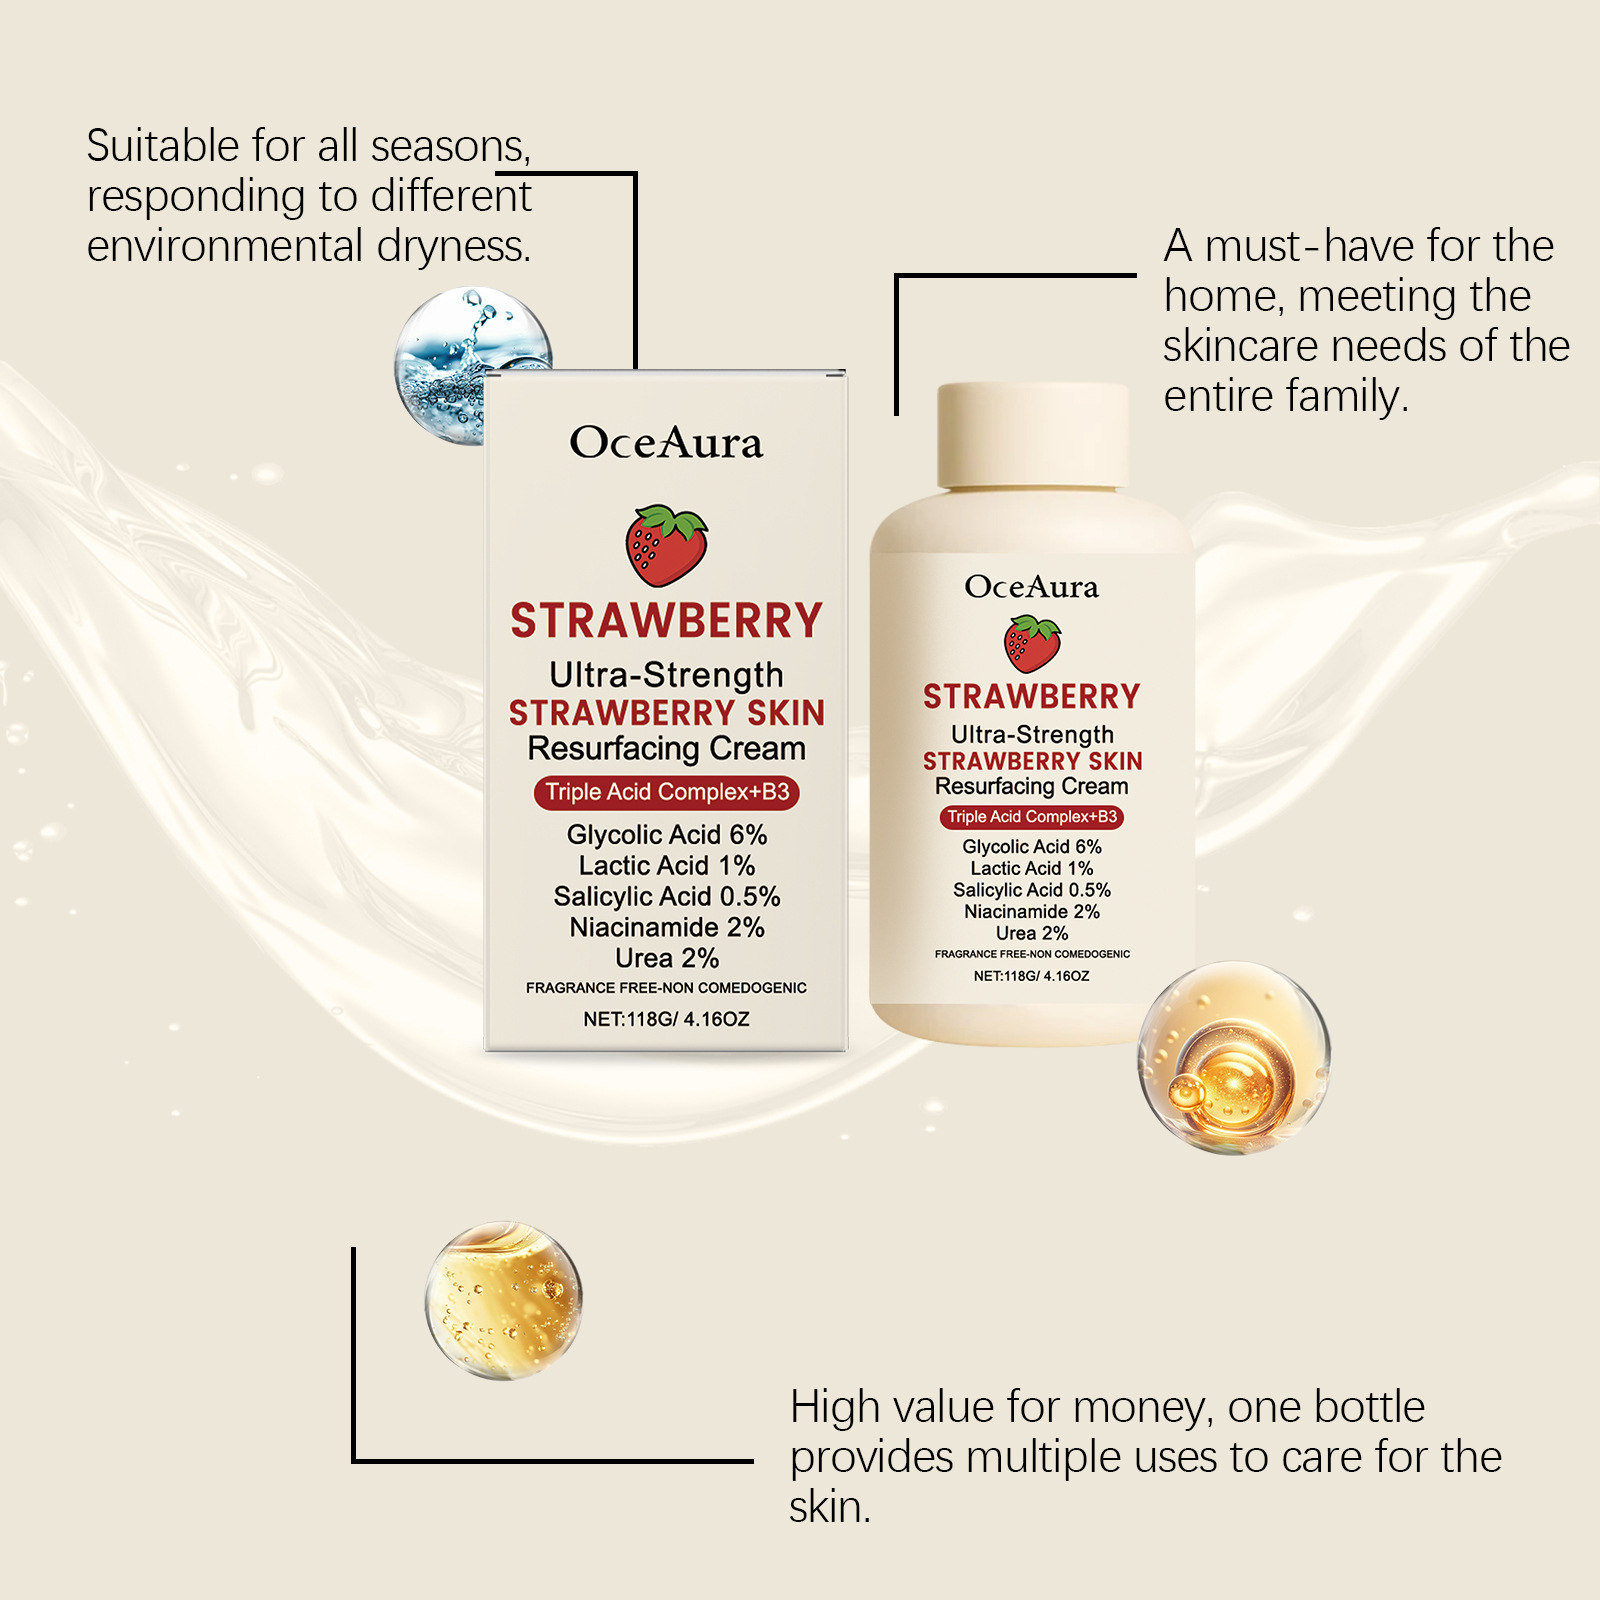 Suitable for all seasons,
responding to different
environmental dryness.
A must-have for the
home, meeting the
skincare needs of the
entire family.
OceAura
STRAWBERRY
Ultra-Strength
STRAWBERRY SKIN
Resurfacing Cream
Triple Acid Complex+B3
Glycolic Acid 6%
Lactic Acid 1%
Salicylic Acid 0.5%
Niacinamide 2%
Urea 2%
FRAGRANCE FREE-NON COMEDOGENIC
NET:118G/ 4.16OZ
OceAura
STRAWBERRY
Ultra-Strength
STRAWBERRY SKIN
Resurfacing Cream
Triple Acid Complex+B3
Glycolic Acid 6%
Lactic Acid 1%
Salicylic Acid 0.5%
Niacinamide 2%
Urea 2%
FRAGRANCE FREE-NON COMEDOGENIC
NET:118G/ 4.16OZ
High value for money, one bottle
provides multiple uses to care for the
skin.